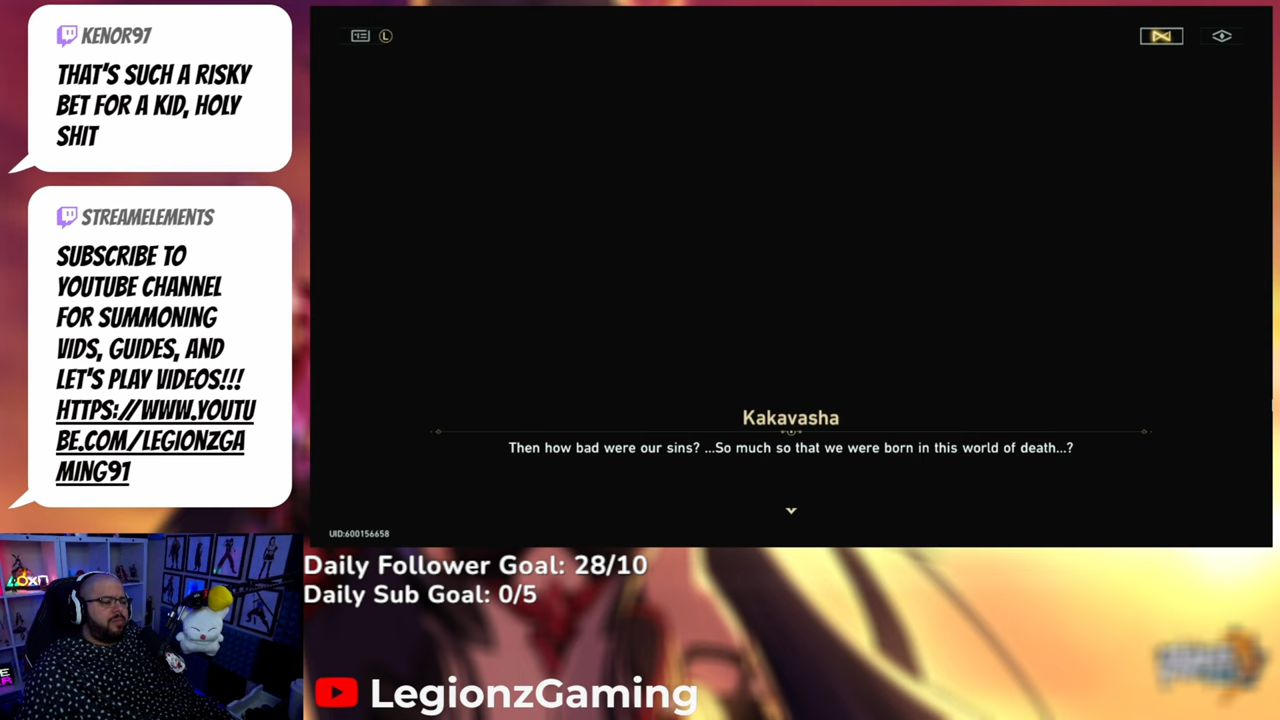 KENOR97
THAT'S SUCH A RISKY
BET FOR A KID, HOLY
SHIT
STREAMELEMENTS
SUBSCRIBE TO
YOUTUBE CHANNEL
FOR SUMMONING
VIDS, GUIDES, AND
LET'S PLAY VIDEOS!!!
HTTPS://WWW.YOUTU
BE.COM/LEGIONZGA
MING91
L
Kakavasha
Then how bad were our sins? ...So much so that we were born in this world of death...?
UID:600156658
Daily Follower Goal: 28/10
Daily Sub Goal: 0/5
LegionzGaming